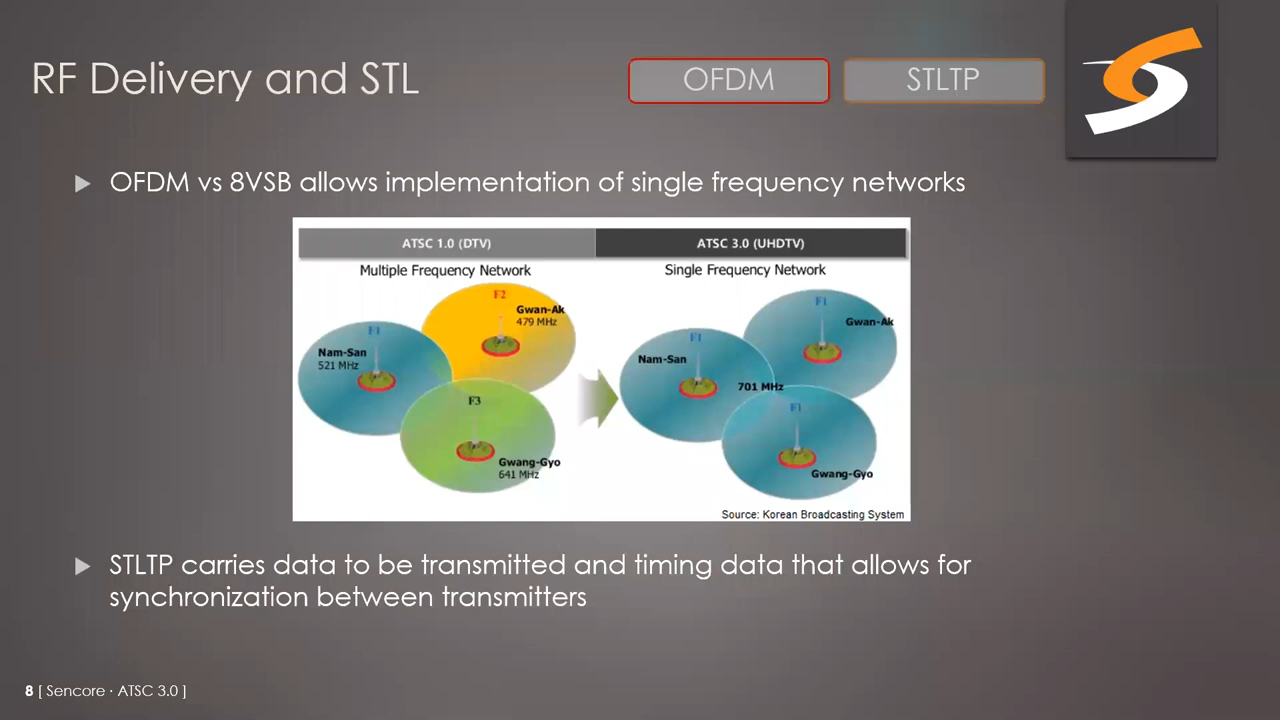 RF Delivery and STL
OFDM
STLTP
OFDM vs 8VSB allows implementation of single frequency networks
ATSC 1.0 (DTV)
ATSC 3.0 (UHDTV)
Multiple Frequency Network
Single Frequency Network
F2
Gwan-Ak
479 MHz
F1
Nam-San
521 MHz
F3
Gwang-Gyo
641 MHz
F1
Gwan-Ak
F1
Nam-San
701 MHz
F1
Gwang-Gyo
Source: Korean Broadcasting System
STLTP carries data to be transmitted and timing data that allows for
synchronization between transmitters
8 [ Sencore · ATSC 3.0 ]